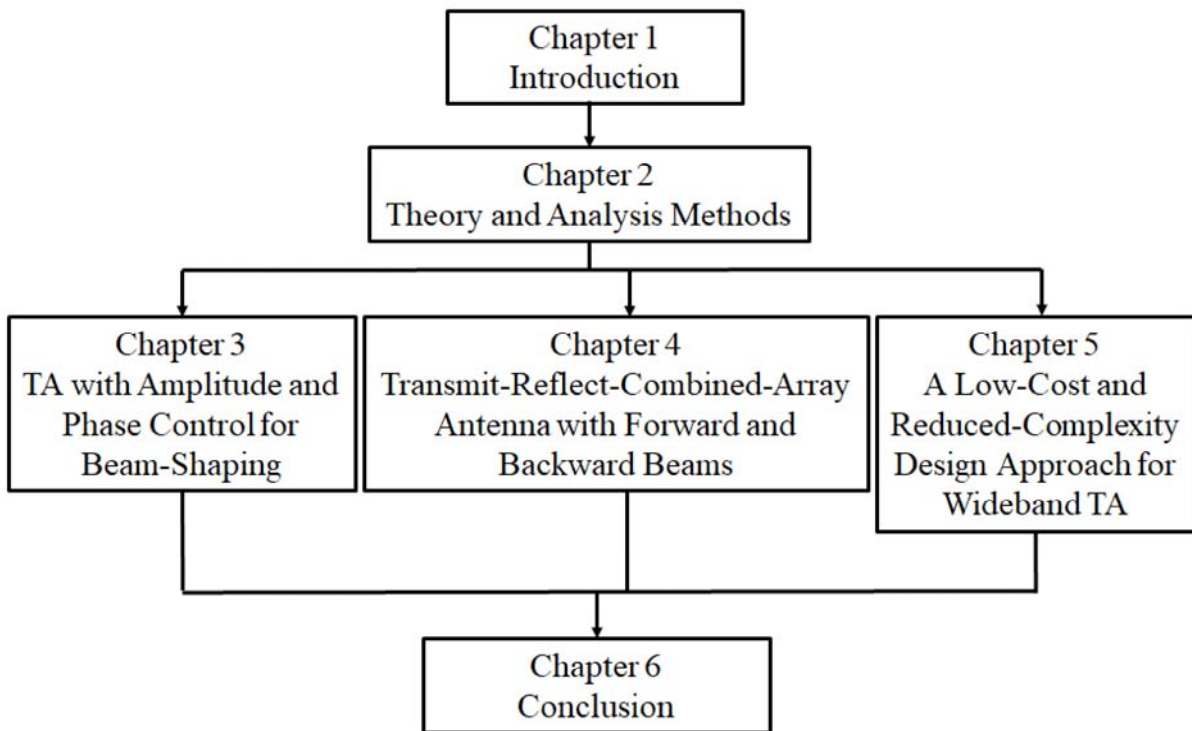 Chapter 1
Introduction
Chapter 2
Theory and Analysis Methods
Chapter 3
TA with Amplitude and
Phase Control for
Beam-Shaping
Chapter 4
Transmit-Reflect-Combined-Array
Antenna with Forward and
Backward Beams
Chapter 5
A Low-Cost and
Reduced-Complexity
Design Approach for
Wideband TA
Chapter 6
Conclusion